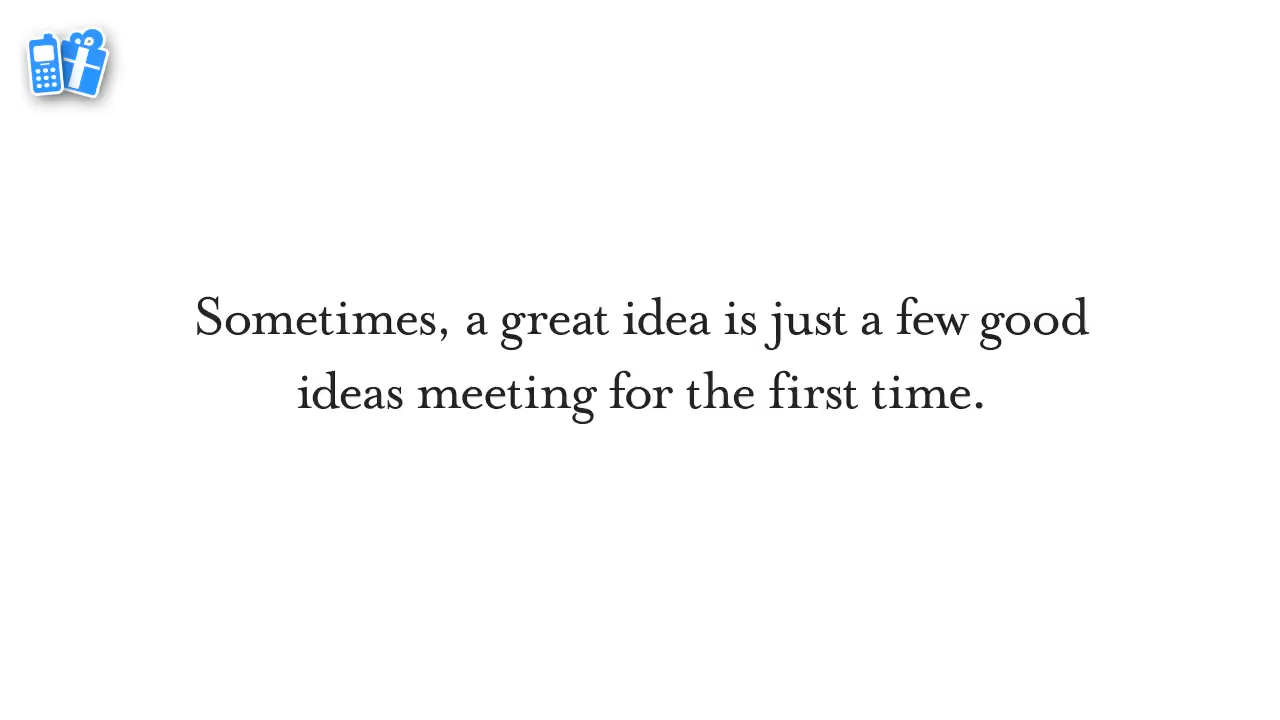 Sometimes, a great idea is just a few good
ideas meeting for the first time.